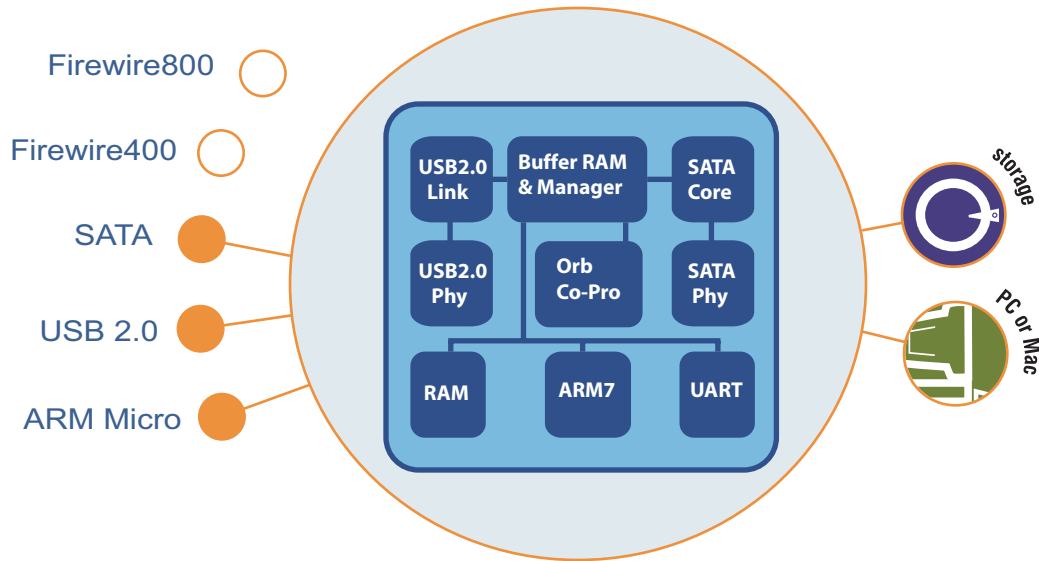 Firewire800
Firewire400
SATA
USB 2.0
ARM Micro
USB2.0
Link
Buffer RAM
& Manager
SATA
Core
USB2.0
Phy
Orb
Co-Pro
SATA
Phy
RAM
ARM7
UART
storage
PC or Mac